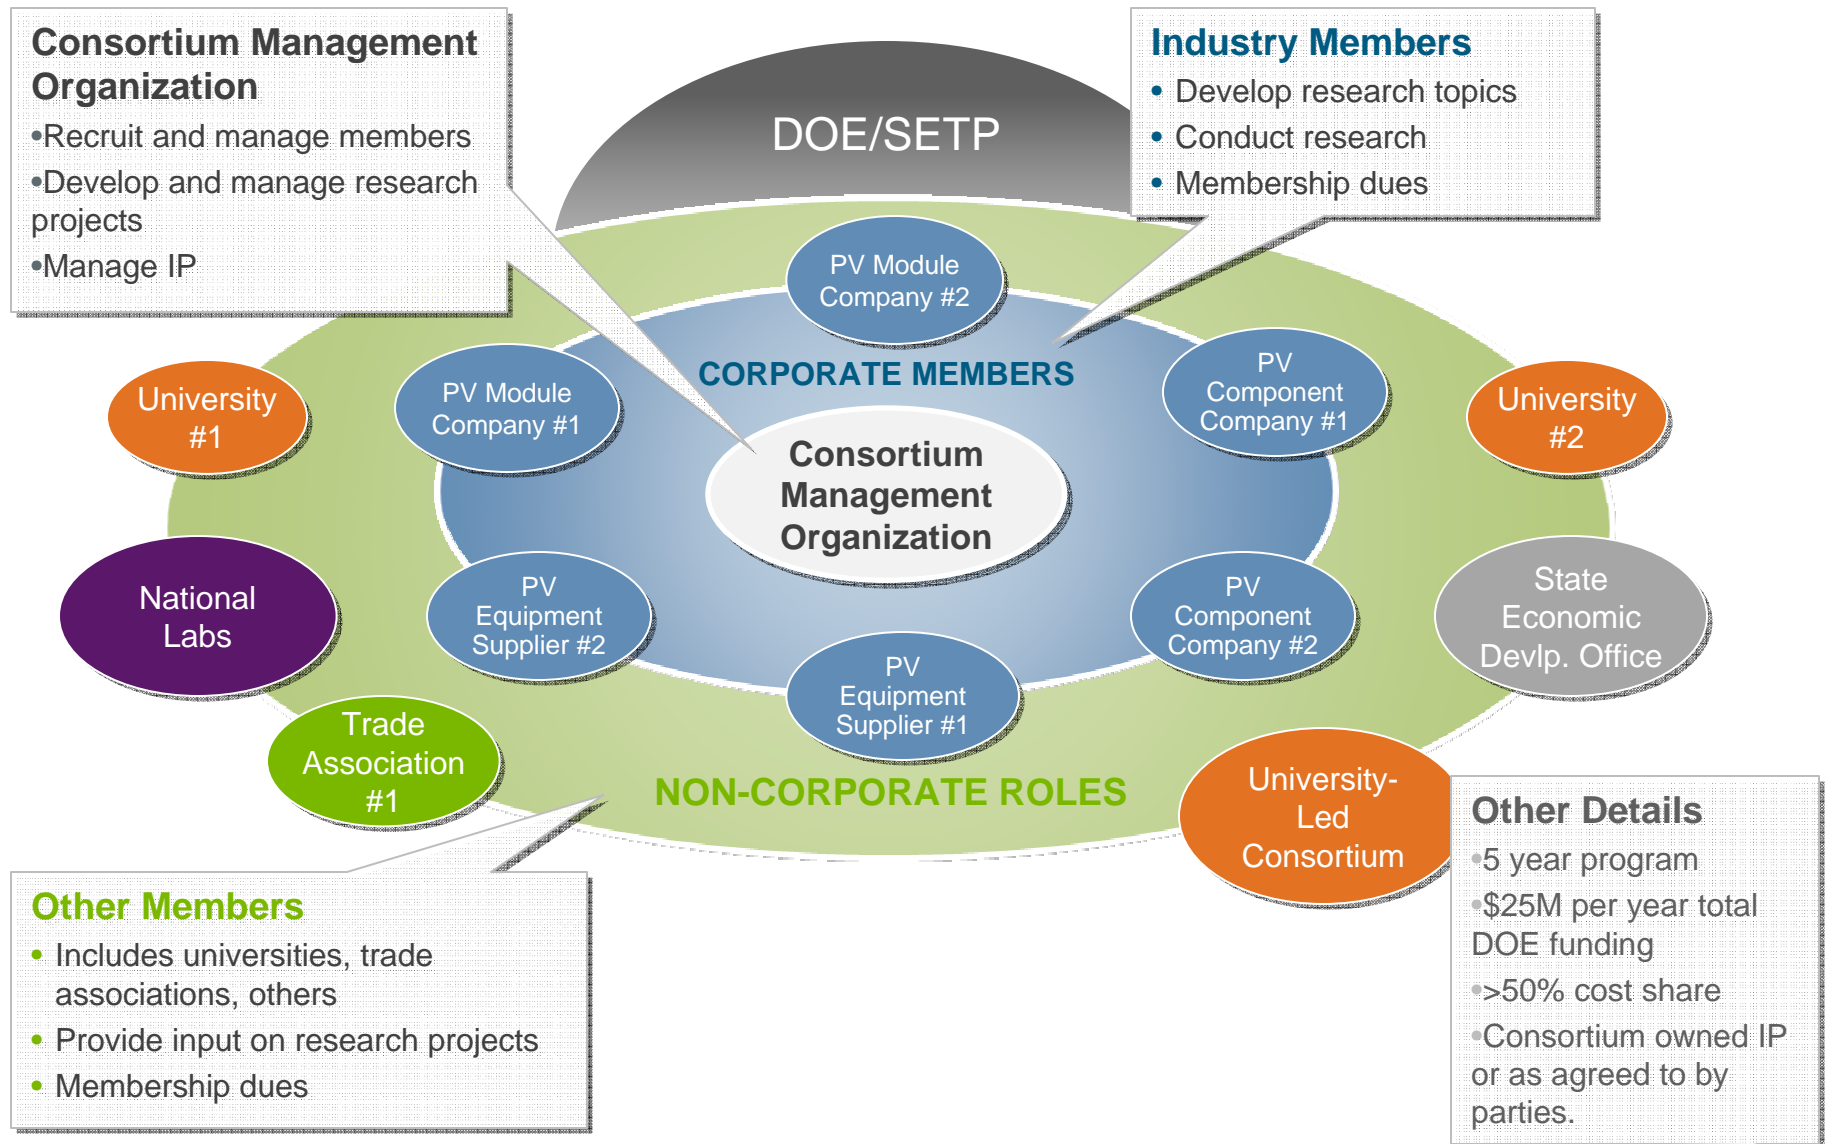 Consortium Management
Organization
•Recruit and manage members
•Develop and manage research
projects
•Manage IP
DOE/SETP
Industry Members
• Develop research topics
• Conduct research
• Membership dues
PV Module
Company #2
CORPORATE MEMBERS
PV Module
Company #1
PV
Component
Company #1
University
#1
University
#2
Consortium
Management
Organization
National
Labs
PV
Equipment
Supplier #2
PV
Component
Company #2
State
Economic
Devlp. Office
PV
Equipment
Supplier #1
Trade
Association
#1
NON-CORPORATE ROLES
University-
Led
Consortium
Other Members
• Includes universities, trade
associations, others
• Provide input on research projects
• Membership dues
Other Details
•5 year program
•$25M per year total
DOE funding
•>50% cost share
•Consortium owned IP
or as agreed to by
parties.